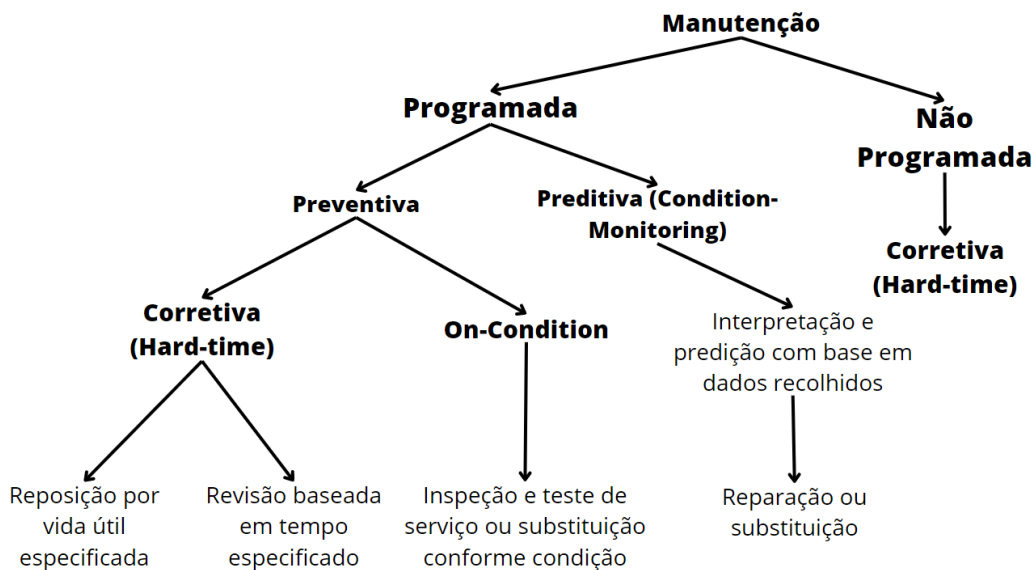 Manutenção
Programada
Não
Programada
Preventiva
Preditiva (Condition-
Monitoring)
Corretiva
(Hard-time)
Corretiva
(Hard-time)
On-Condition
Interpretação e
predição com base em
dados recolhidos
Reposição por
vida útil
especificada
Revisão baseada
em tempo
especificado
Inspeção e teste de
serviço ou substituição
conforme condição
Reparação ou
substituição